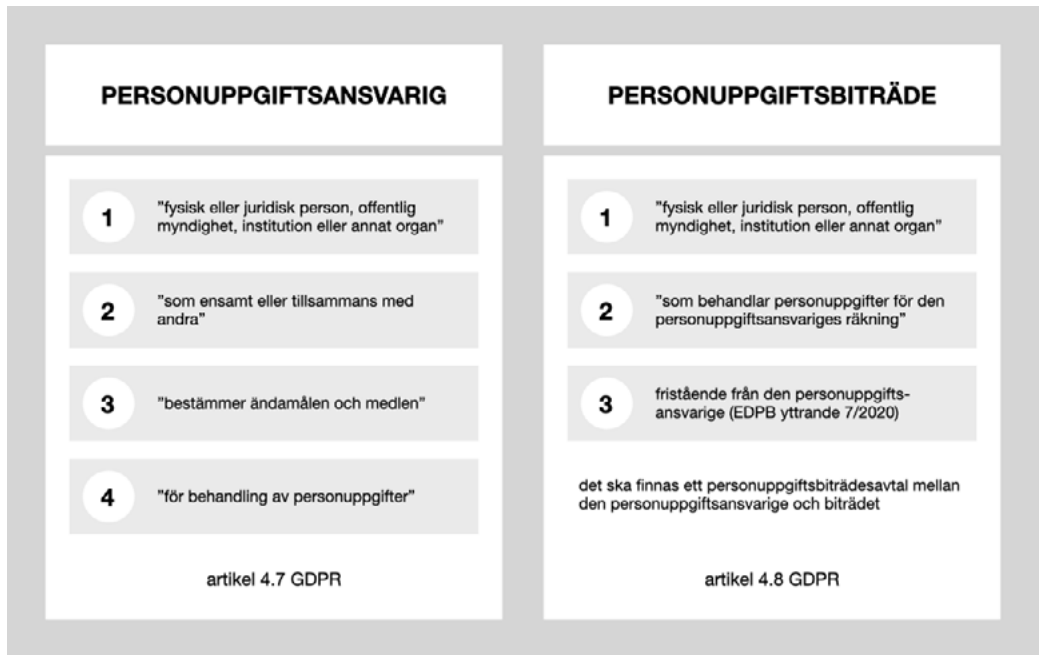 PERSONUPPGIFTSANSVARIG
1
”fysisk eller juridisk person, offentlig
myndighet, institution eller annat organ”
2
”som ensamt eller tillsammans med
andra”
3
”bestämmer ändamålen och medlen”
4
”för behandling av personuppgifter”
artikel 4.7 GDPR
PERSONUPPGIFTSBITRÄDE
1
”fysisk eller juridisk person, offentlig
myndighet, institution eller annat organ”
2
”som behandlar personuppgifter för den
personuppgiftsansvariges räkning”
3
fristående från den personuppgifts-
ansvarige (EDPB yttrande 7/2020)
det ska finnas ett personuppgiftsbiträdesavtal mellan
den personuppgiftsansvarige och biträdet
artikel 4.8 GDPR